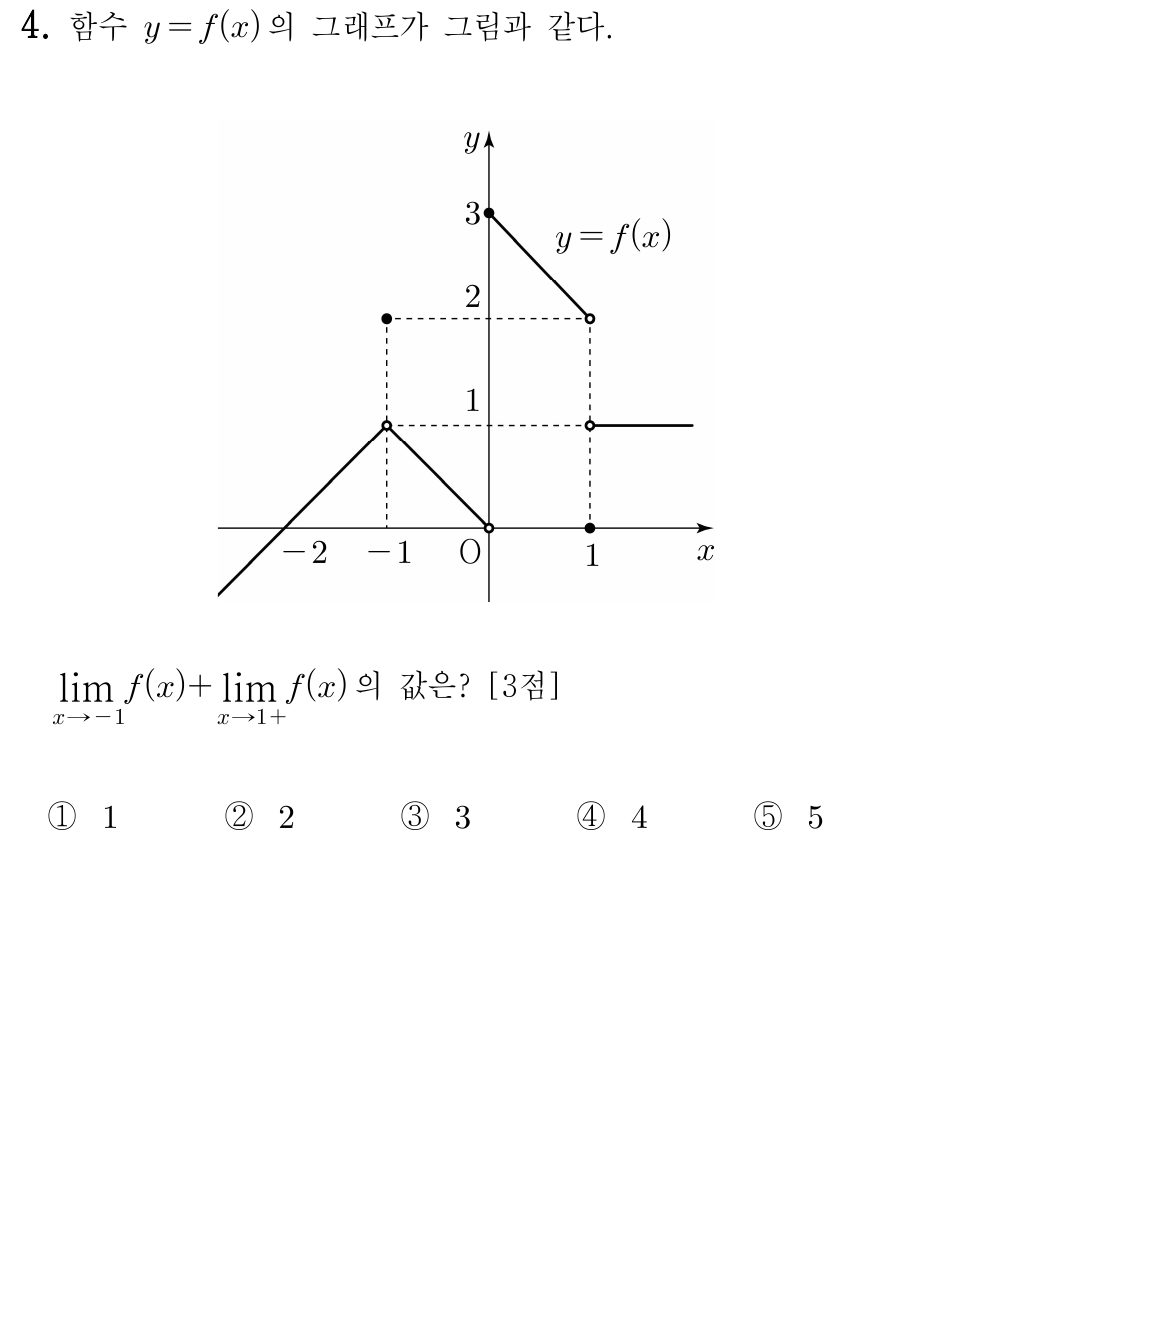 4. 함수 y=f(x)의 그래프가 그림과 같다.
y
3
y=f(x)
2
1
-2 -1 O 1 x
lim f(x)+ lim f(x)의 값은? [3점]
x→-1 x→1+
① 1 ② 2 ③ 3 ④ 4 ⑤ 5